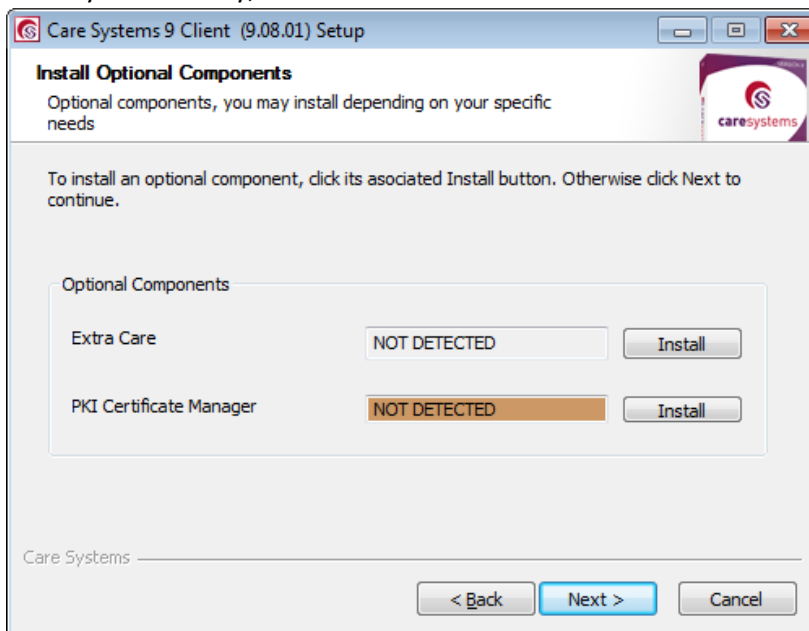 Care Systems 9 Client (9.08.01) Setup
Install Optional Components
Optional components, you may install depending on your specific
needs
caresystems
To install an optional component, click its asociated Install button. Otherwise click Next to
continue.
Optional Components
Extra Care NOT DETECTED Install
PKI Certificate Manager NOT DETECTED Install
Care Systems
< Back Next > Cancel